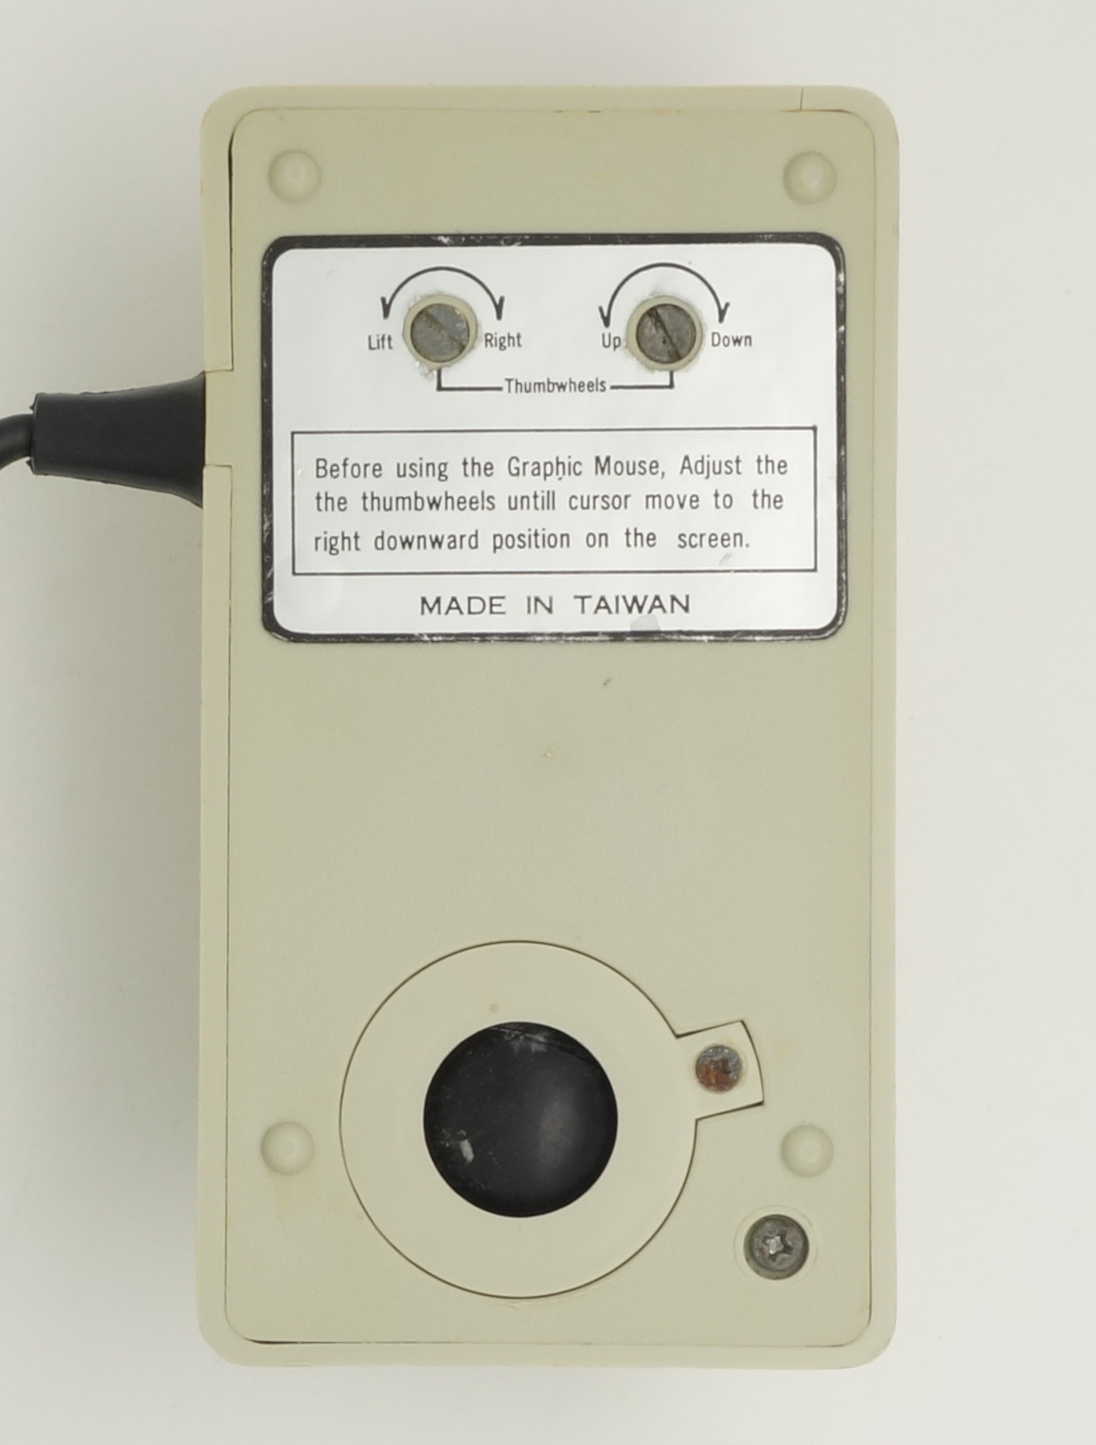 Lift Right Up Down
Thumbwheels
Before using the Graphic Mouse, Adjust the
the thumbwheels untill cursor move to the
right downward position on the screen.
MADE IN TAIWAN